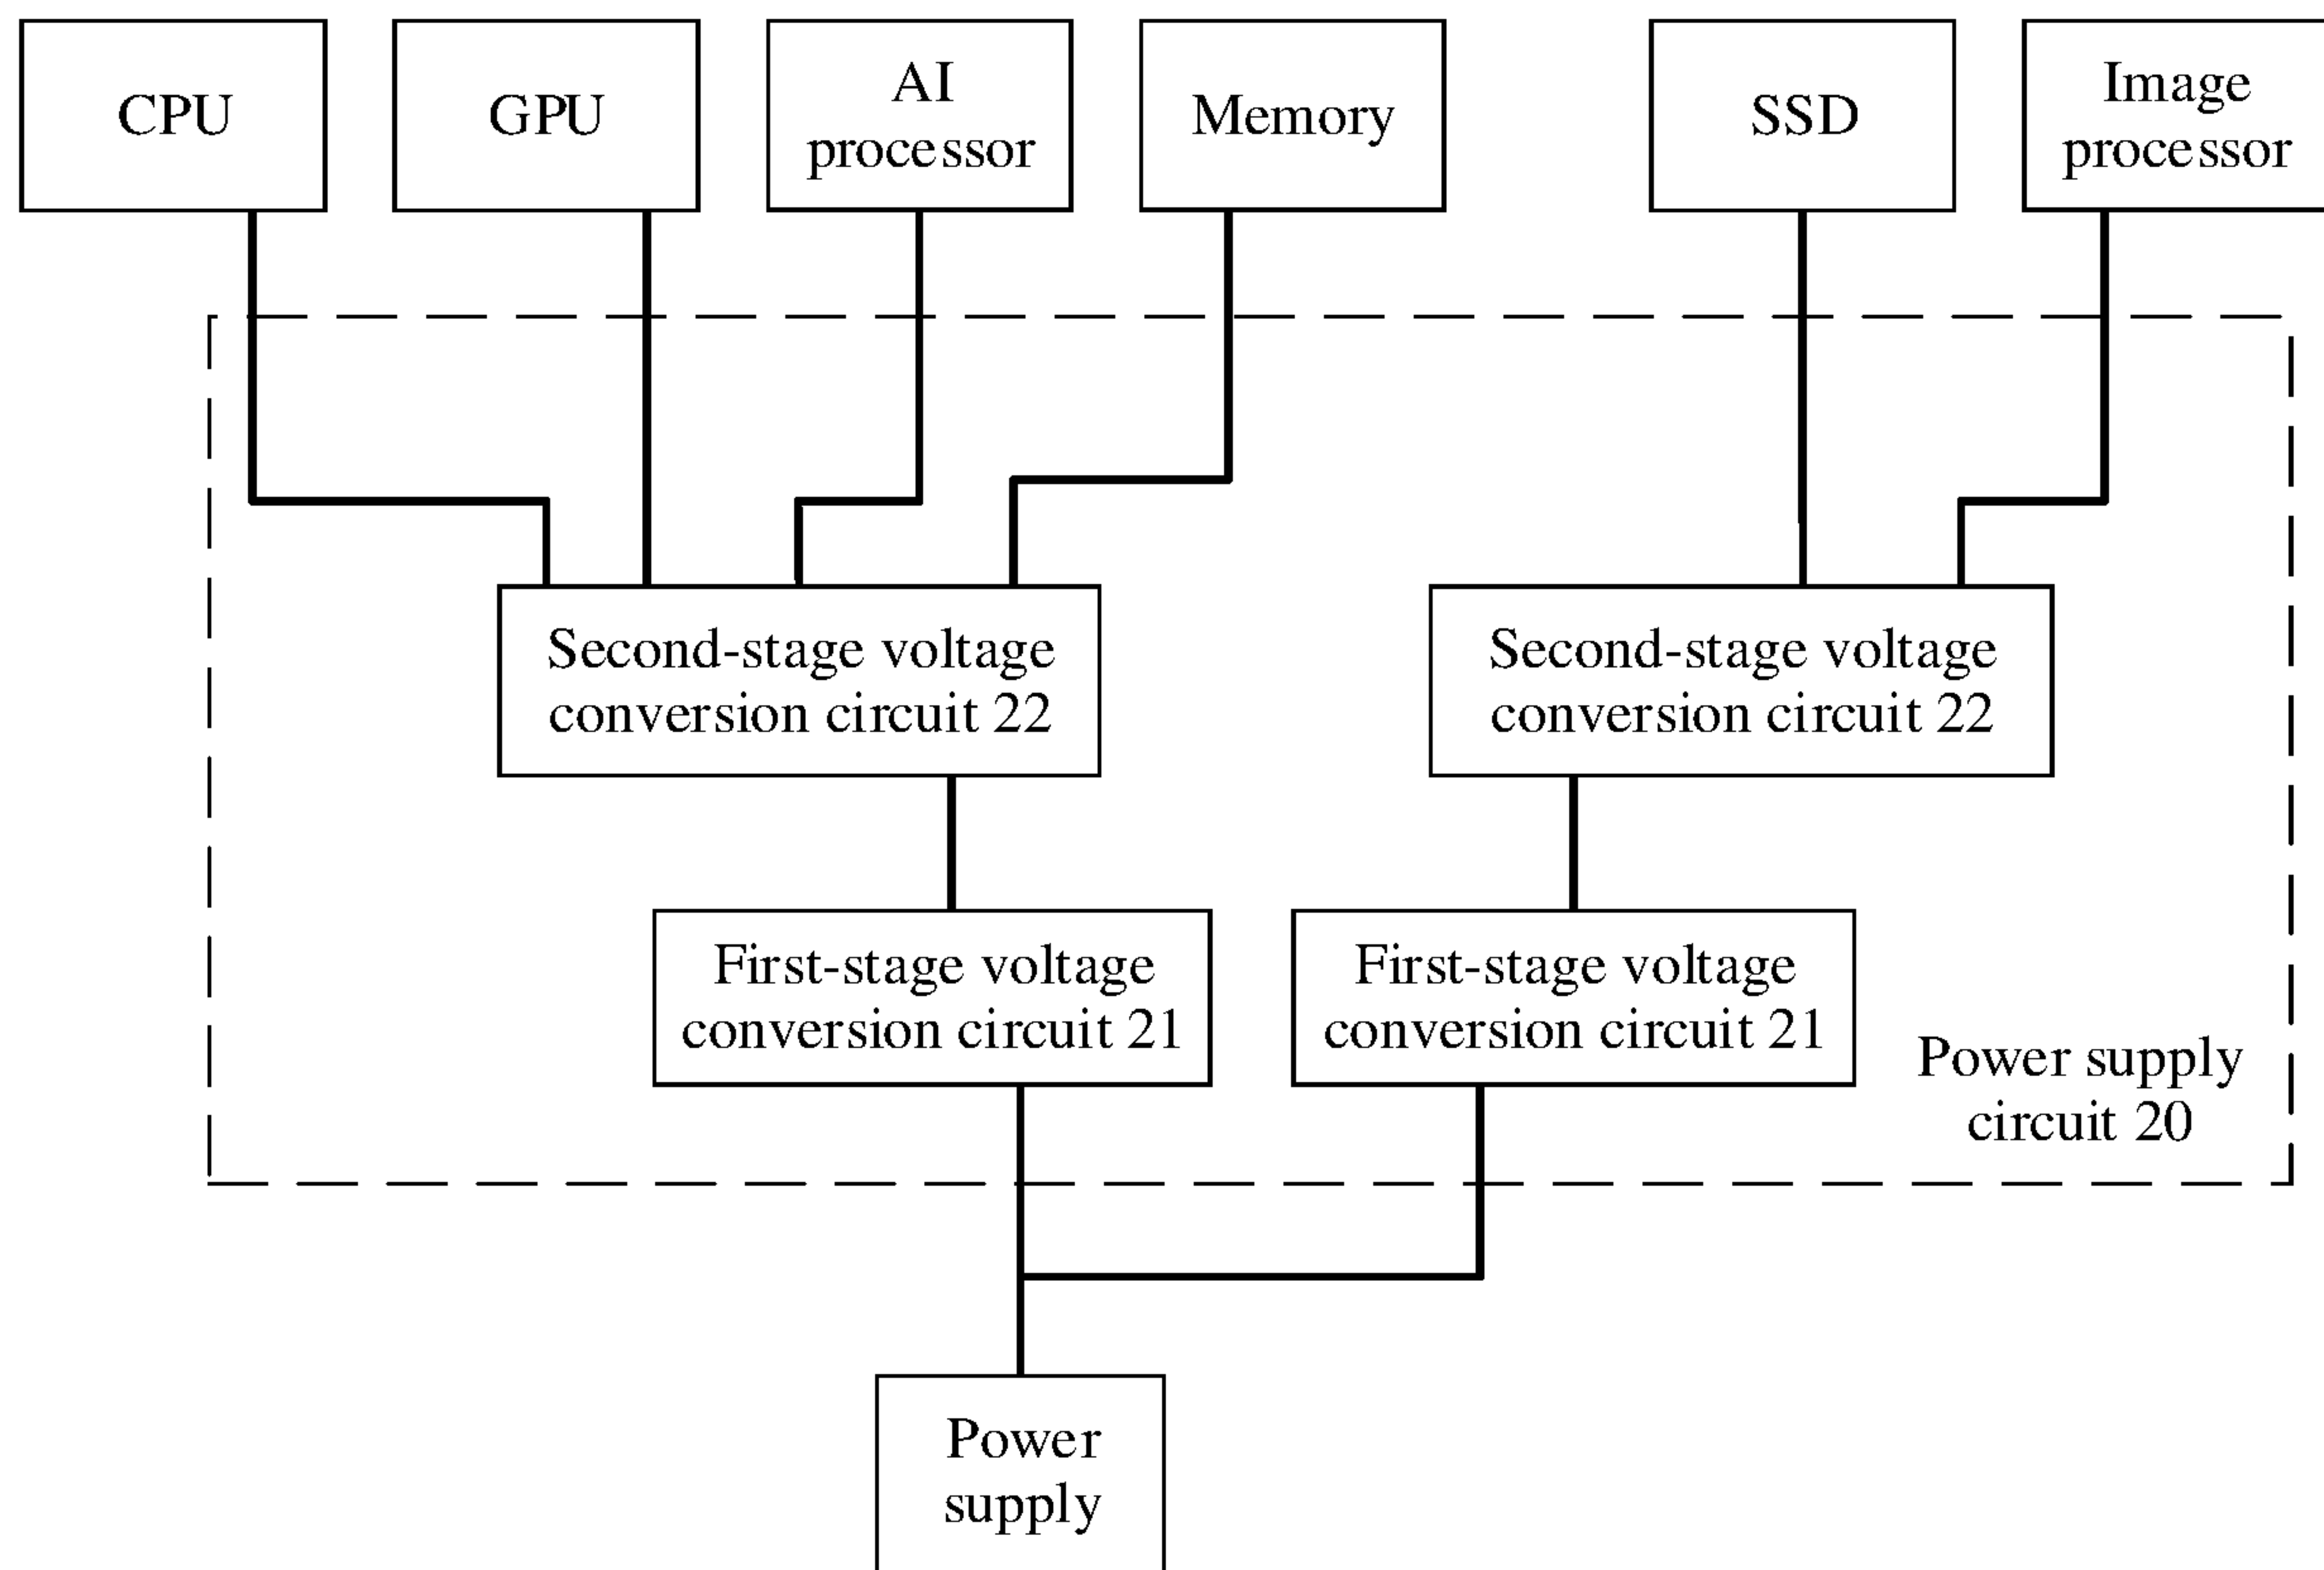 CPU
GPU
AI
processor
Memory
SSD
Image
processor
Second-stage voltage
conversion circuit 22
Second-stage voltage
conversion circuit 22
First-stage voltage
conversion circuit 21
First-stage voltage
conversion circuit 21
Power supply
circuit 20
Power
supply